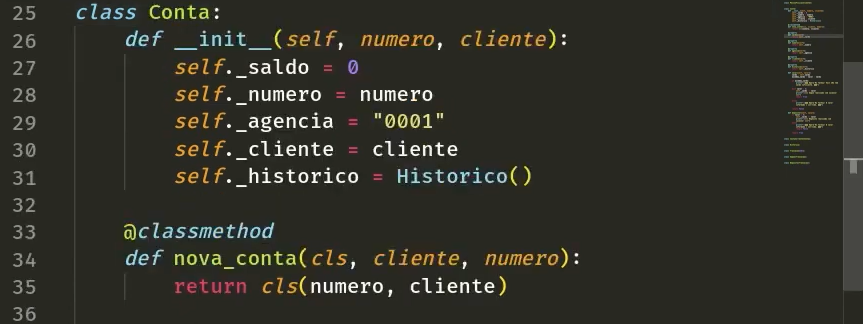 25 class Conta:
26     def __init__(self, numero, cliente):
27         self._saldo = 0
28         self._numero = numero
29         self._agencia = "0001"
30         self._cliente = cliente
31         self._historico = Historico()
32
33     @classmethod
34     def nova_conta(cls, cliente, numero):
35         return cls(numero, cliente)
36